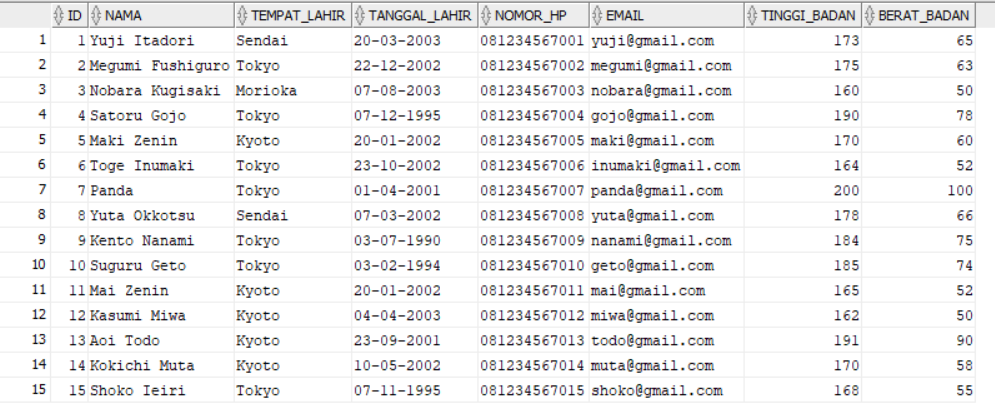 ID NAMA TEMPAT_LAHIR TANGGAL_LAHIR NOMOR_HP EMAIL TINGGI_BADAN BERAT_BADAN
1 1 Yuji Itadori Sendai 20-03-2003 081234567001 yuji@gmail.com 173 65
2 2 Megumi Fushiguro Tokyo 22-12-2002 081234567002 megumi@gmail.com 175 63
3 3 Nobara Kugisaki Morioka 07-08-2003 081234567003 nobara@gmail.com 160 50
4 4 Satoru Gojo Tokyo 07-12-1995 081234567004 gojo@gmail.com 190 78
5 5 Maki Zenin Kyoto 20-01-2002 081234567005 maki@gmail.com 170 60
6 6 Toge Inumaki Tokyo 23-10-2002 081234567006 inumaki@gmail.com 164 52
7 7 Panda Tokyo 01-04-2001 081234567007 panda@gmail.com 200 100
8 8 Yuta Okkotsu Sendai 07-03-2002 081234567008 yuta@gmail.com 178 66
9 9 Kento Nanami Tokyo 03-07-1990 081234567009 nanami@gmail.com 184 75
10 10 Suguru Geto Tokyo 03-02-1994 081234567010 geto@gmail.com 185 74
11 11 Mai Zenin Kyoto 20-01-2002 081234567011 mai@gmail.com 165 52
12 12 Kasumi Miwa Kyoto 04-04-2003 081234567012 miwa@gmail.com 162 50
13 13 Aoi Todo Kyoto 23-09-2001 081234567013 todo@gmail.com 191 90
14 14 Kokichi Muta Kyoto 10-05-2002 081234567014 muta@gmail.com 170 58
15 15 Shoko Ieiri Tokyo 07-11-1995 081234567015 shoko@gmail.com 168 55